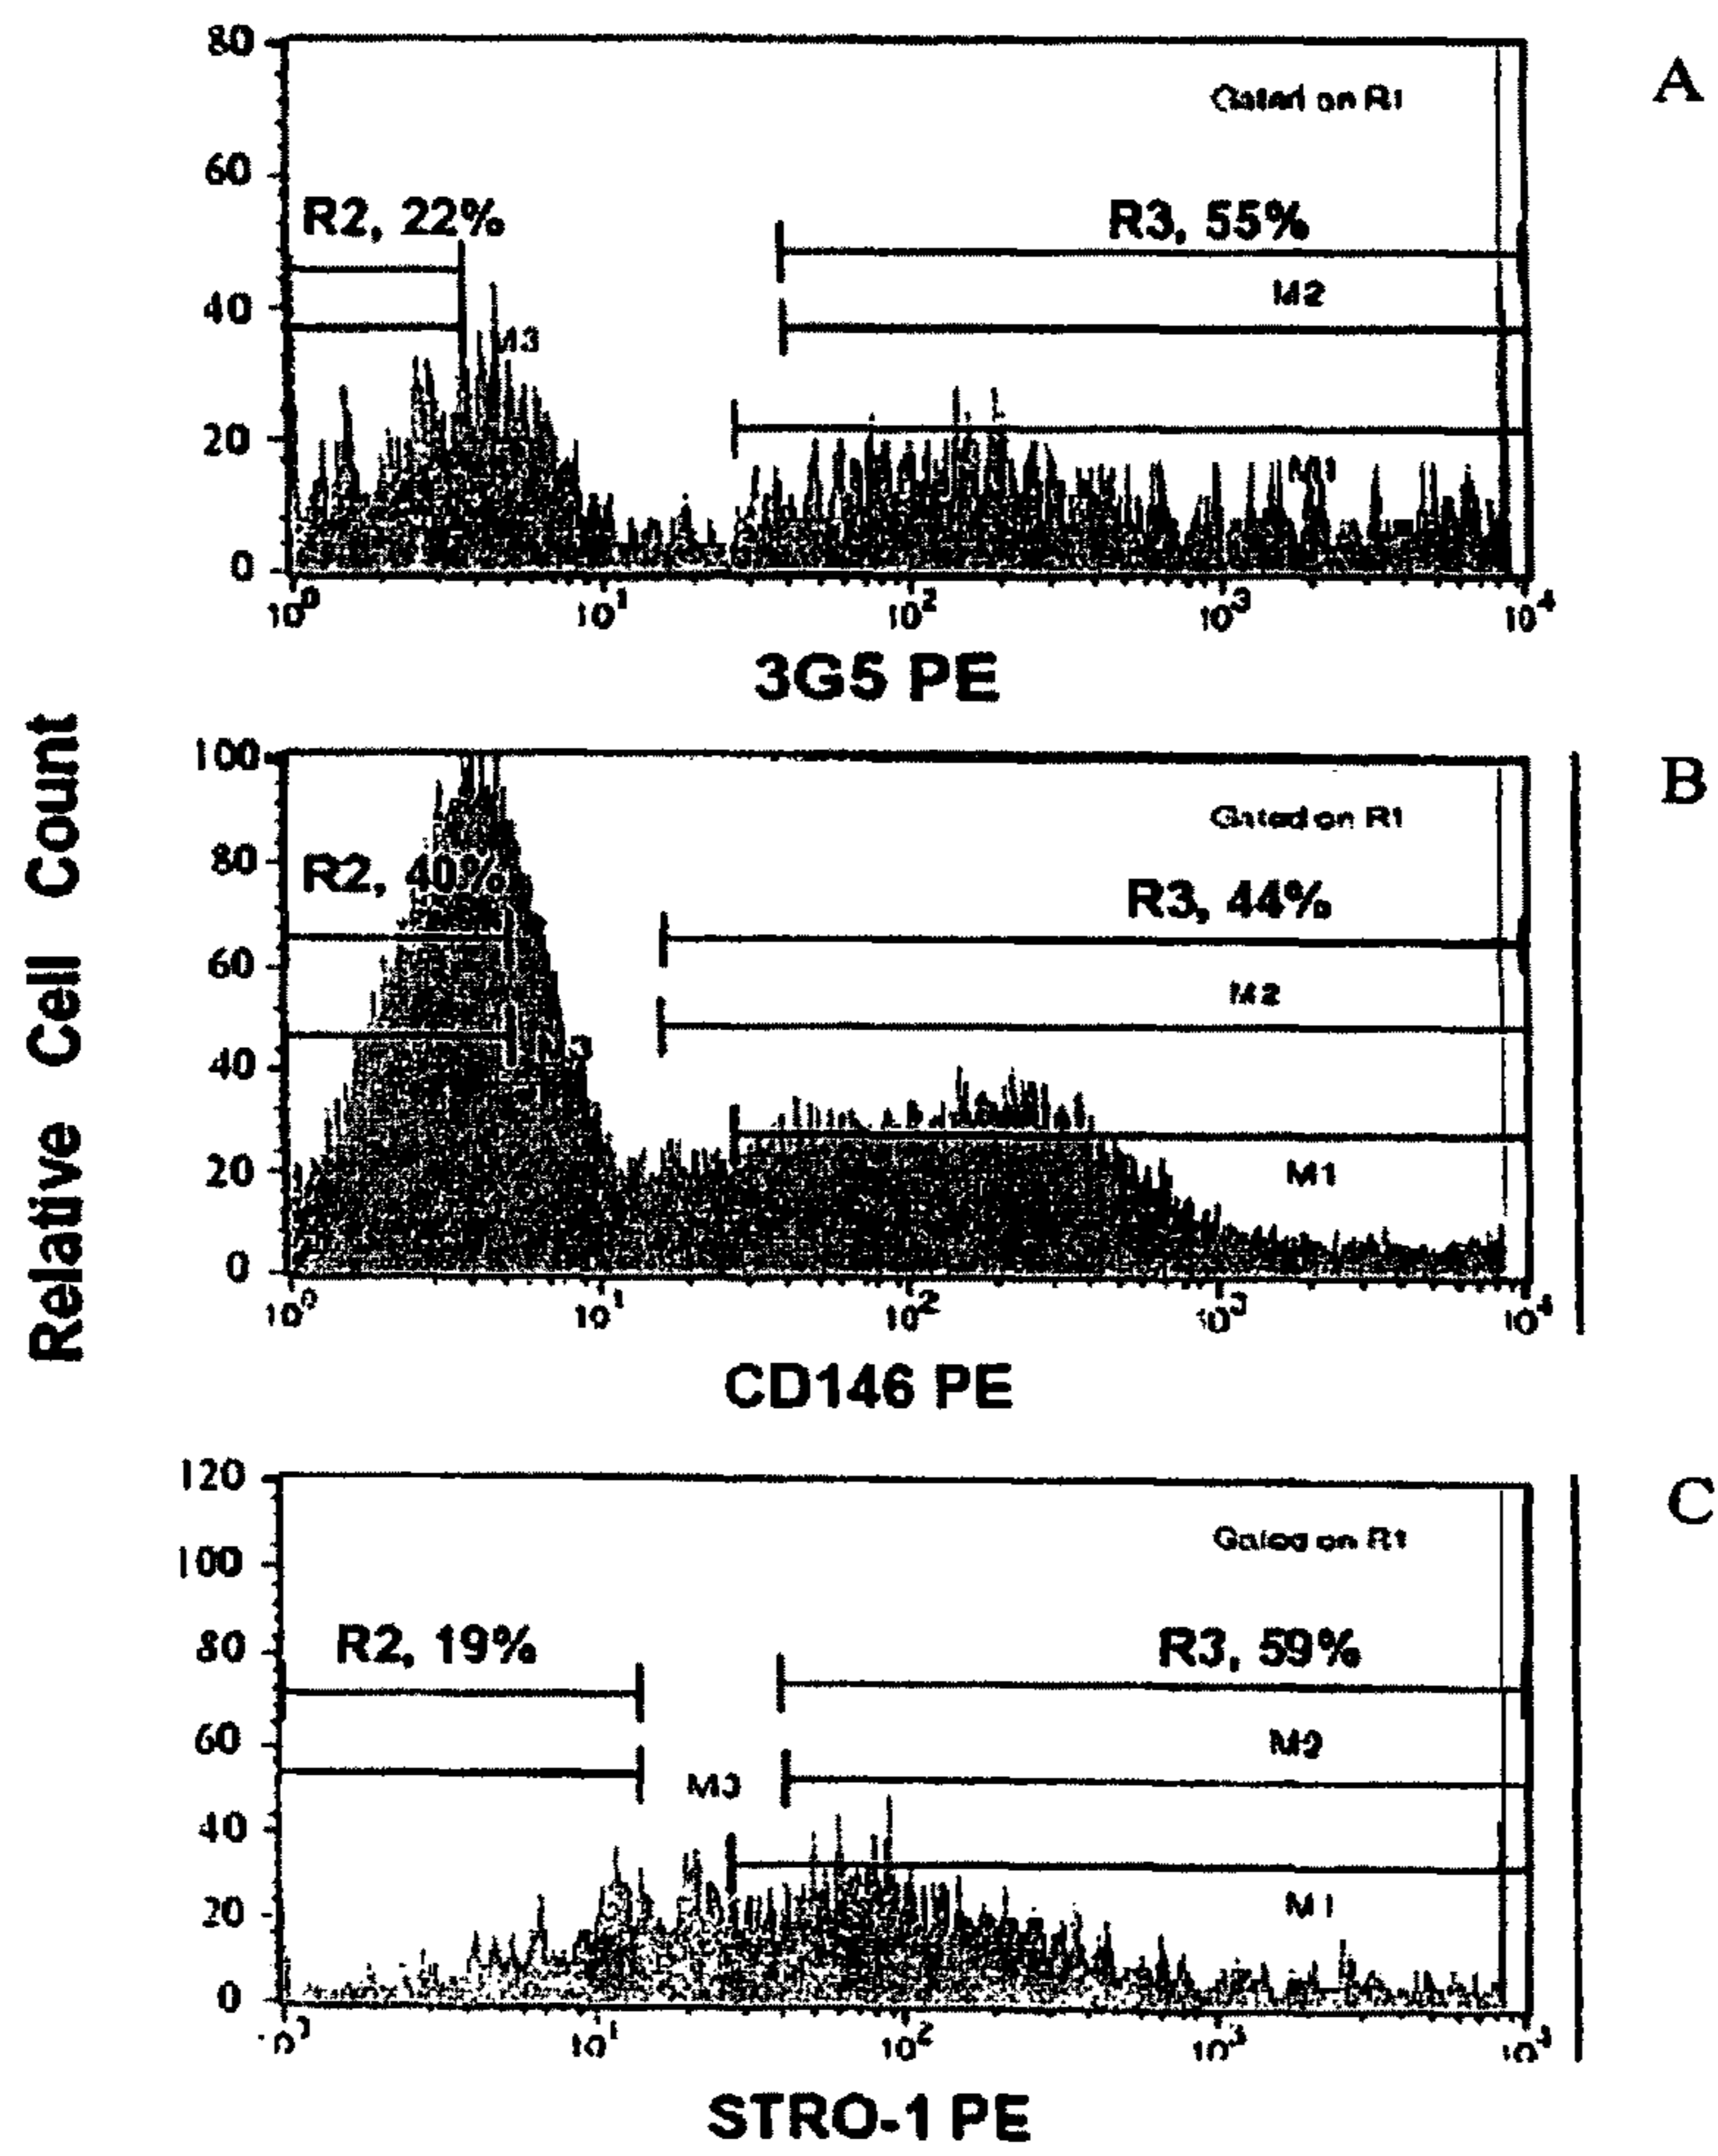 Relative Cell Count
A
80
60
40
20
0
Gated on R1
R2, 22%
R3, 55%
M2
M3
M1
10⁰ 10¹ 10² 10³ 10⁴
3G5 PE
B
100
80
60
40
20
0
Gated on R1
R2, 40%
R3, 44%
M2
M3
M1
10⁰ 10¹ 10² 10³ 10⁴
CD146 PE
C
120
100
80
60
40
20
0
Gated on R1
R2, 19%
R3, 59%
M2
M3
M1
10¹ 10² 10³
STRO-1 PE